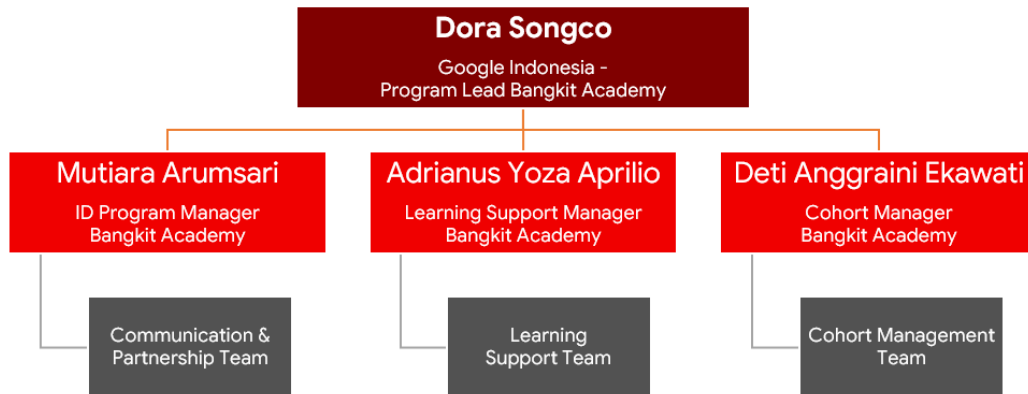 Dora Songco
Google Indonesia -
Program Lead Bangkit Academy
Mutiara Arumsari
ID Program Manager
Bangkit Academy
Adrianus Yoza Aprilio
Learning Support Manager
Bangkit Academy
Deti Anggraini Ekawati
Cohort Manager
Bangkit Academy
Communication &
Partnership Team
Learning
Support Team
Cohort Management
Team